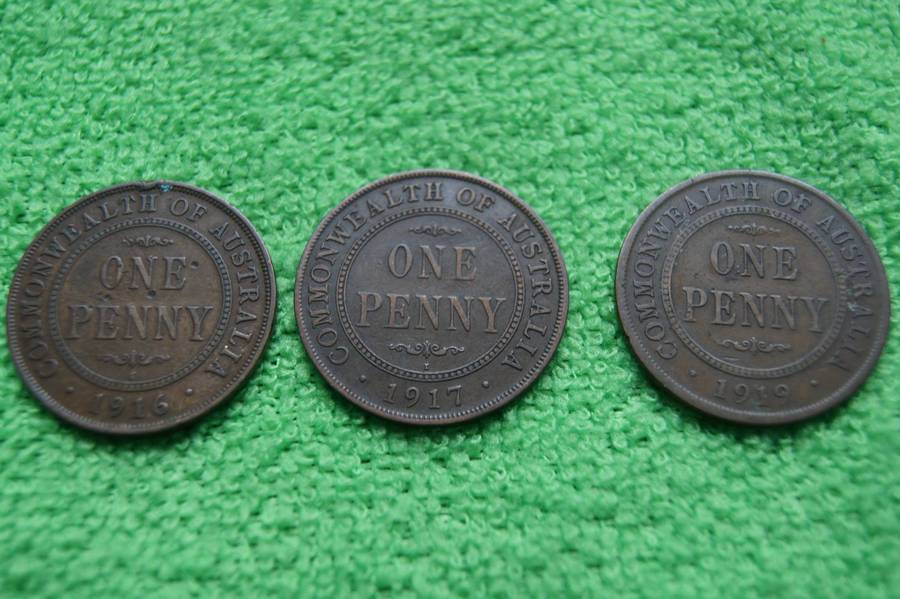 COMMONWEALTH OF AUSTRALIA
ONE
PENNY
I
· 1916 ·
COMMONWEALTH OF AUSTRALIA
ONE
PENNY
I
· 1917 ·
COMMONWEALTH OF AUSTRALIA
ONE
PENNY
· 1919 ·